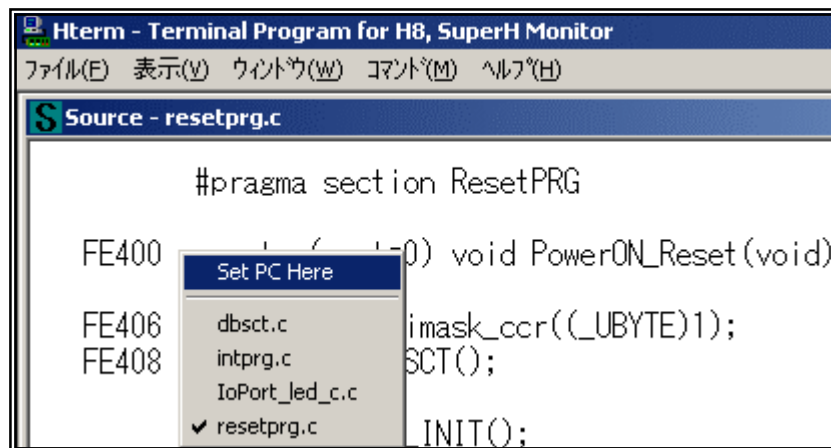 Hterm - Terminal Program for H8, SuperH Monitor
ファイル(F) 表示(V) ウィンドウ(W) コマンド(M) ヘルプ(H)
S Source - resetprg.c
#pragma section ResetPRG
FE400 0) void PowerON_Reset(void)
Set PC Here
FE406 dbsct.c imask_ccr((_UBYTE)1);
FE408 intprg.c SCT();
IoPort_led_c.c
✔ resetprg.c _INIT();